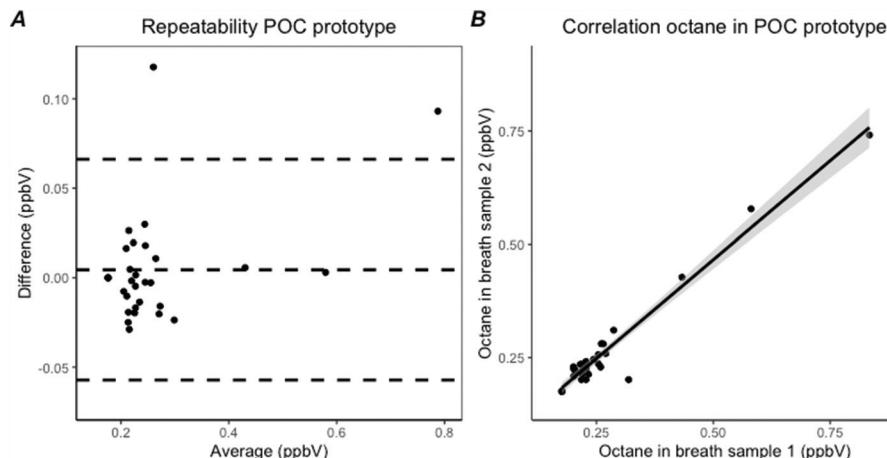 A
Repeatability POC prototype
Difference (ppbV)
0.10
0.05
0.00
-0.05
0.2
0.4
0.6
0.8
Average (ppbV)
B
Correlation octane in POC prototype
Octane in breath sample 2 (ppbV)
0.75
0.50
0.25
0.25
0.50
0.75
Octane in breath sample 1 (ppbV)